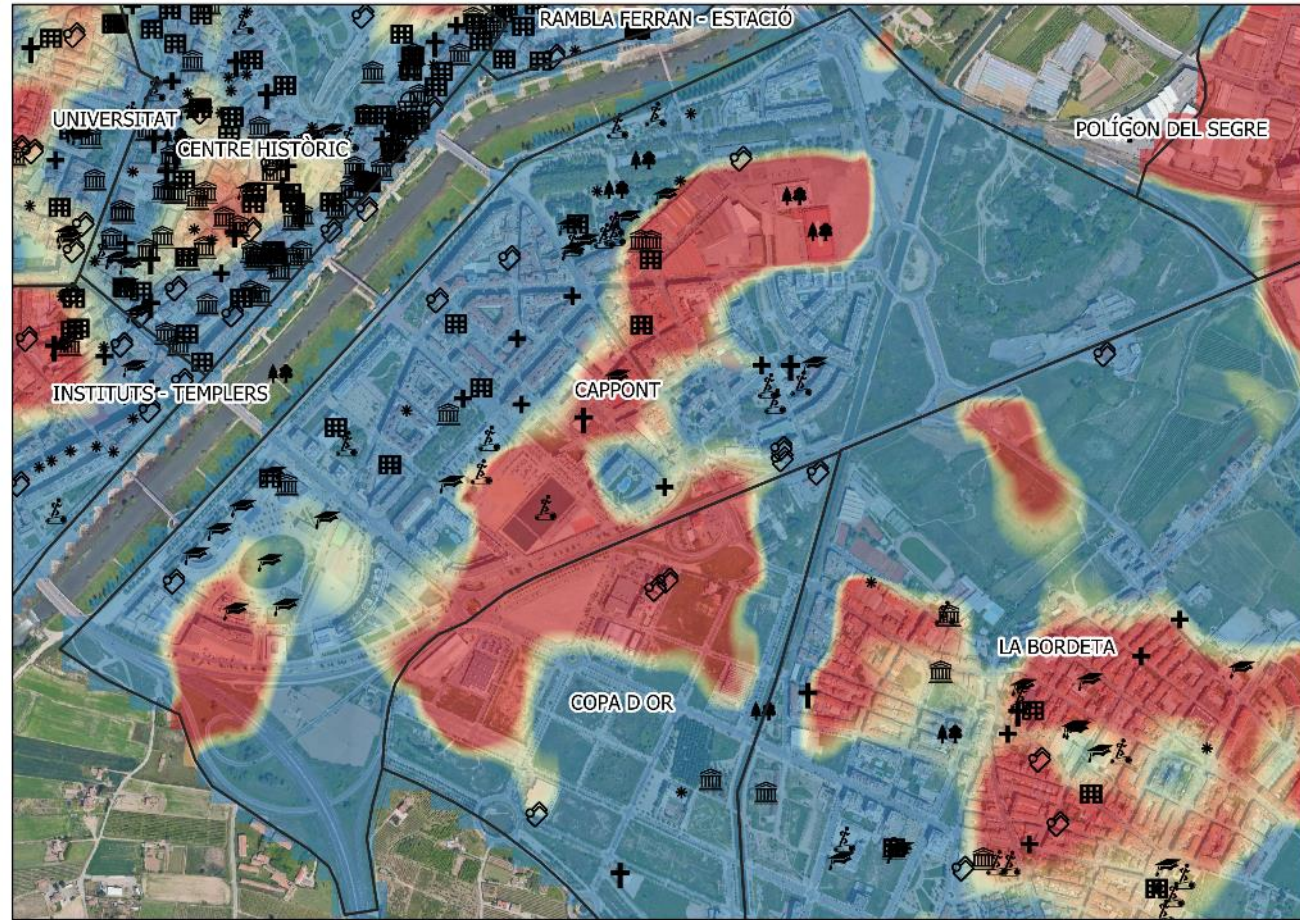 RAMBLA FERRAN - ESTACIÓ
UNIVERSITAT
CENTRE HISTÒRIC
POLÍGON DEL SEGRE
INSTITUTS - TEMPLERS
CAPPONT
LA BORDETA
COPA D OR